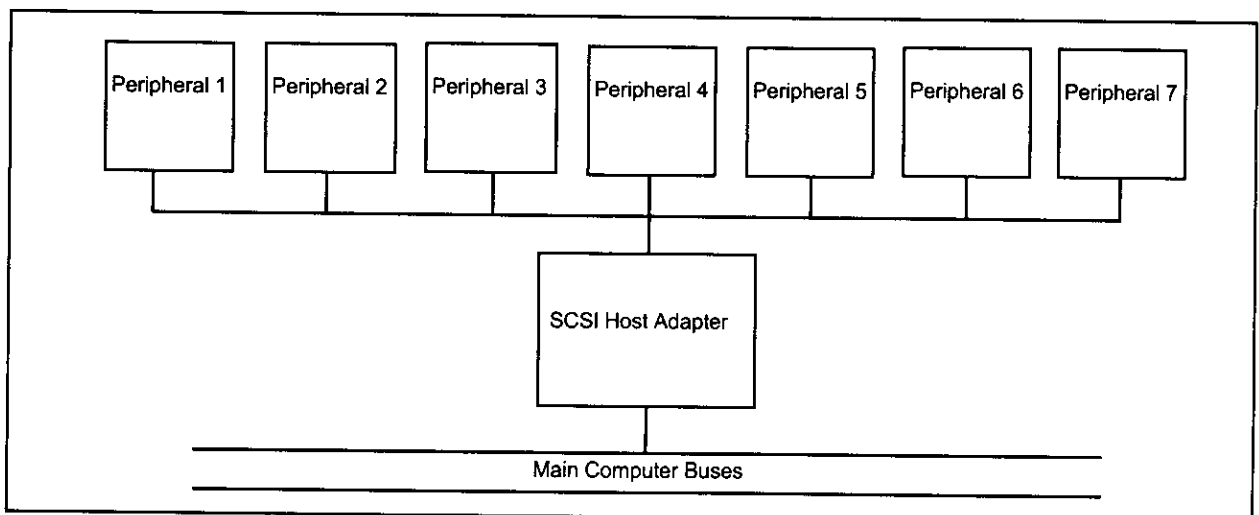 Peripheral 1
Peripheral 2
Peripheral 3
Peripheral 4
Peripheral 5
Peripheral 6
Peripheral 7
SCSI Host Adapter
Main Computer Buses